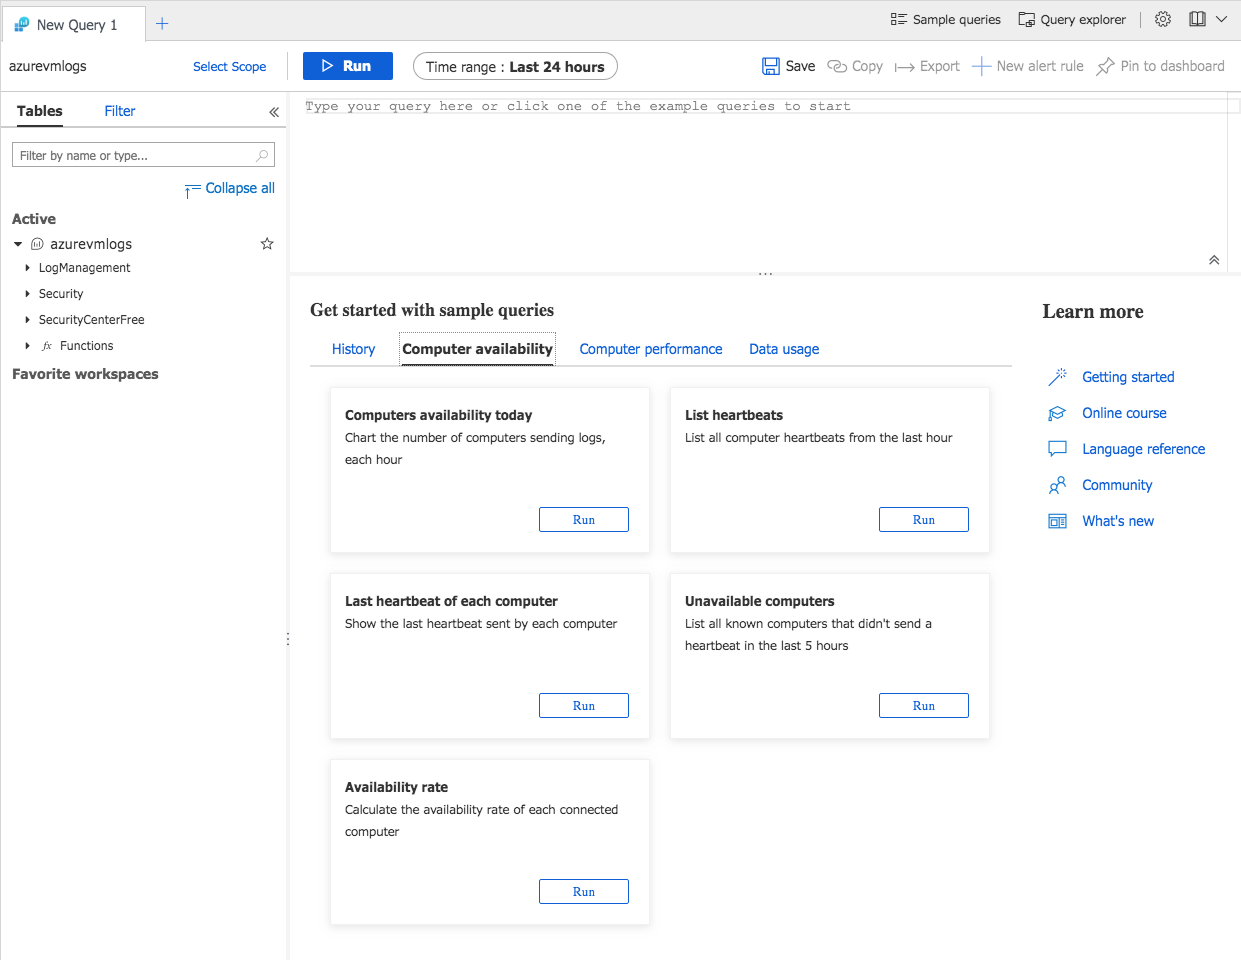 New Query 1
Sample queries
Query explorer
azurevmlogs
Select Scope
Run
Time range : Last 24 hours
Save
Copy
Export
New alert rule
Pin to dashboard
Tables
Filter
Type your query here or click one of the example queries to start
Filter by name or type...
Collapse all
Active
azurevmlogs
LogManagement
Security
SecurityCenterFree
fx Functions
Favorite workspaces
Get started with sample queries
History
Computer availability
Computer performance
Data usage
Computers availability today
Chart the number of computers sending logs,
each hour
Run
List heartbeats
List all computer heartbeats from the last hour
Run
Last heartbeat of each computer
Show the last heartbeat sent by each computer
Run
Unavailable computers
List all known computers that didn't send a
heartbeat in the last 5 hours
Run
Availability rate
Calculate the availability rate of each connected
computer
Run
Learn more
Getting started
Online course
Language reference
Community
What's new